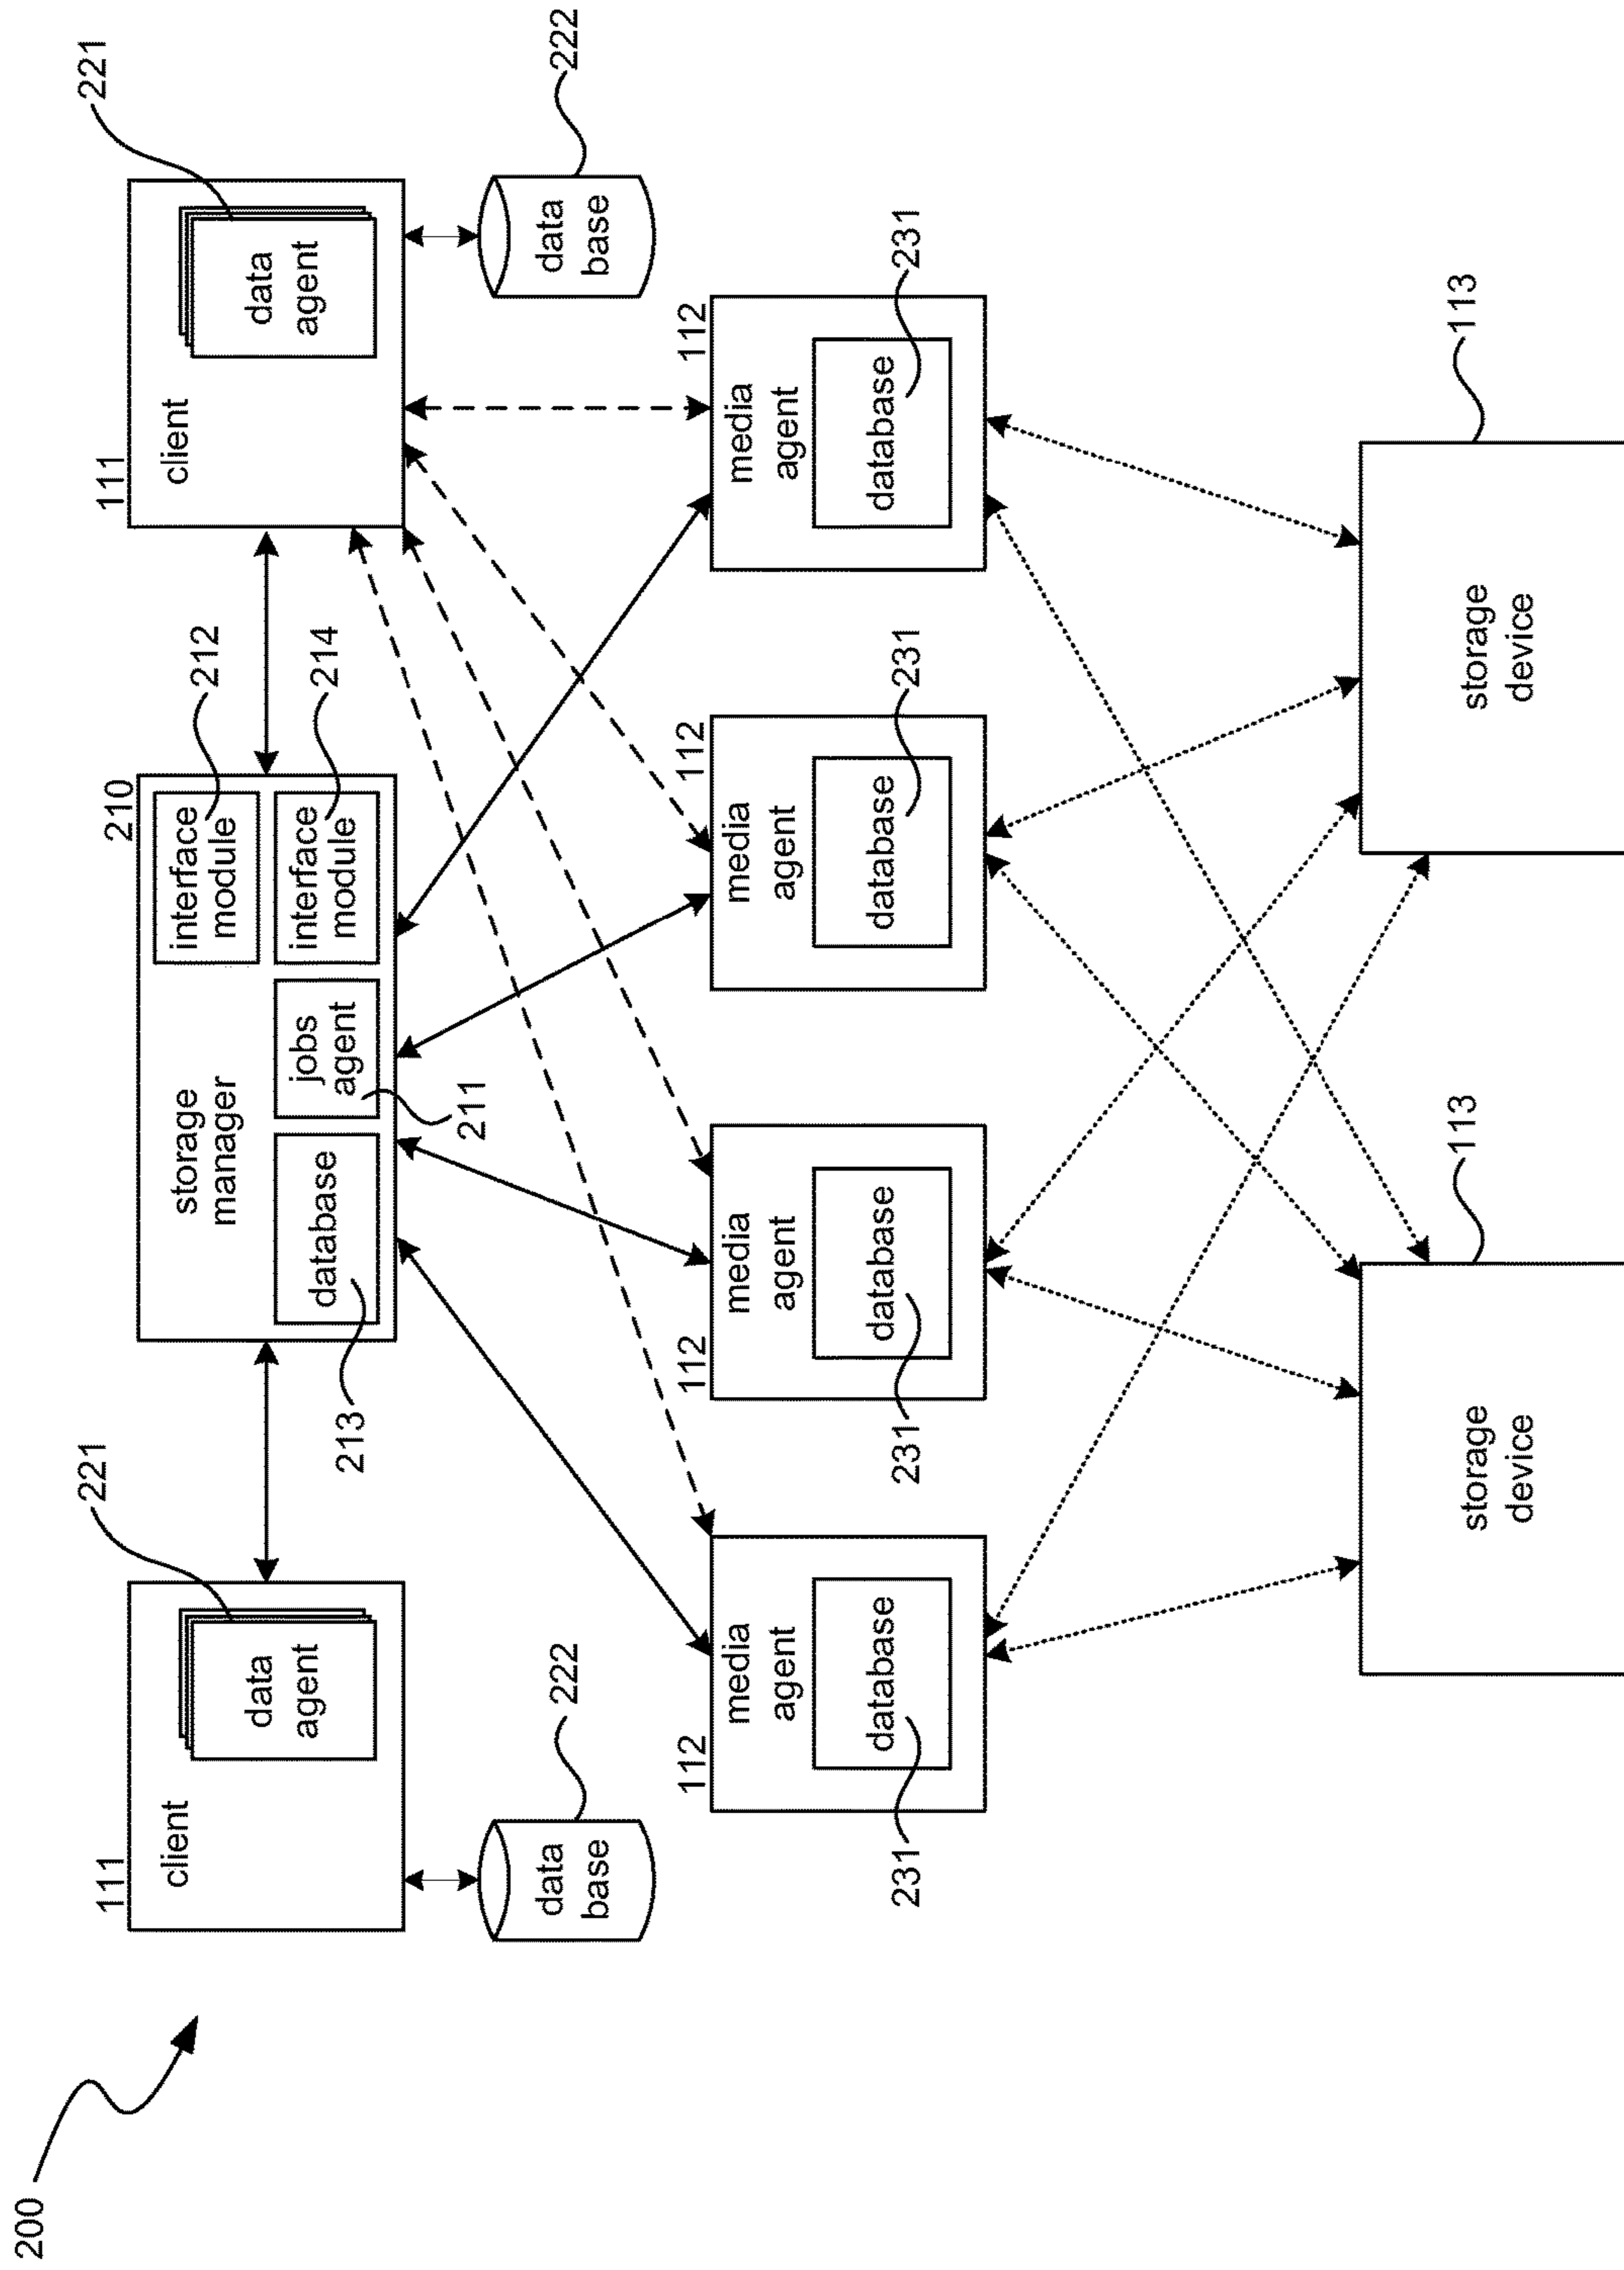 200
111
client
data
agent
221
data
base
222
210
storage
manager
database
213
jobs
agent
211
interface
module
212
interface
module
214
111
client
data
agent
221
data
base
222
112
media
agent
database
231
112
media
agent
database
231
112
media
agent
database
231
112
media
agent
database
231
storage
device
113
storage
device
113